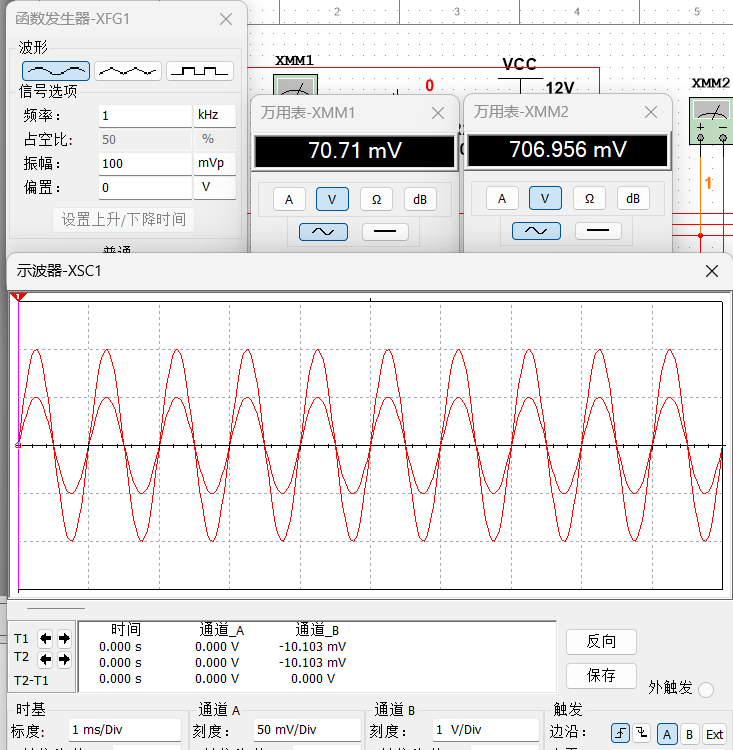 函数发生器-XFG1
波形
信号选项
频率：
1
kHz
占空比:
50
%
振幅：
100
mVp
偏置：
0
V
设置上升/下降时间
普通
2
3
4
5
XMM1
0
VCC
12V
XMM2
1
万用表-XMM1
70.71 mV
A
V
Ω
dB
万用表-XMM2
706.956 mV
A
V
Ω
dB
示波器-XSC1
1
T1
T2
T2-T1
时间 通道_A 通道_B
0.000 s 0.000 V -10.103 mV
0.000 s 0.000 V -10.103 mV
0.000 s 0.000 V 0.000 V
反向
保存
外触发
时基
标度：
1 ms/Div
通道 A
刻度：
50 mV/Div
通道 B
刻度：
1 V/Div
触发
边沿：
A
B
Ext